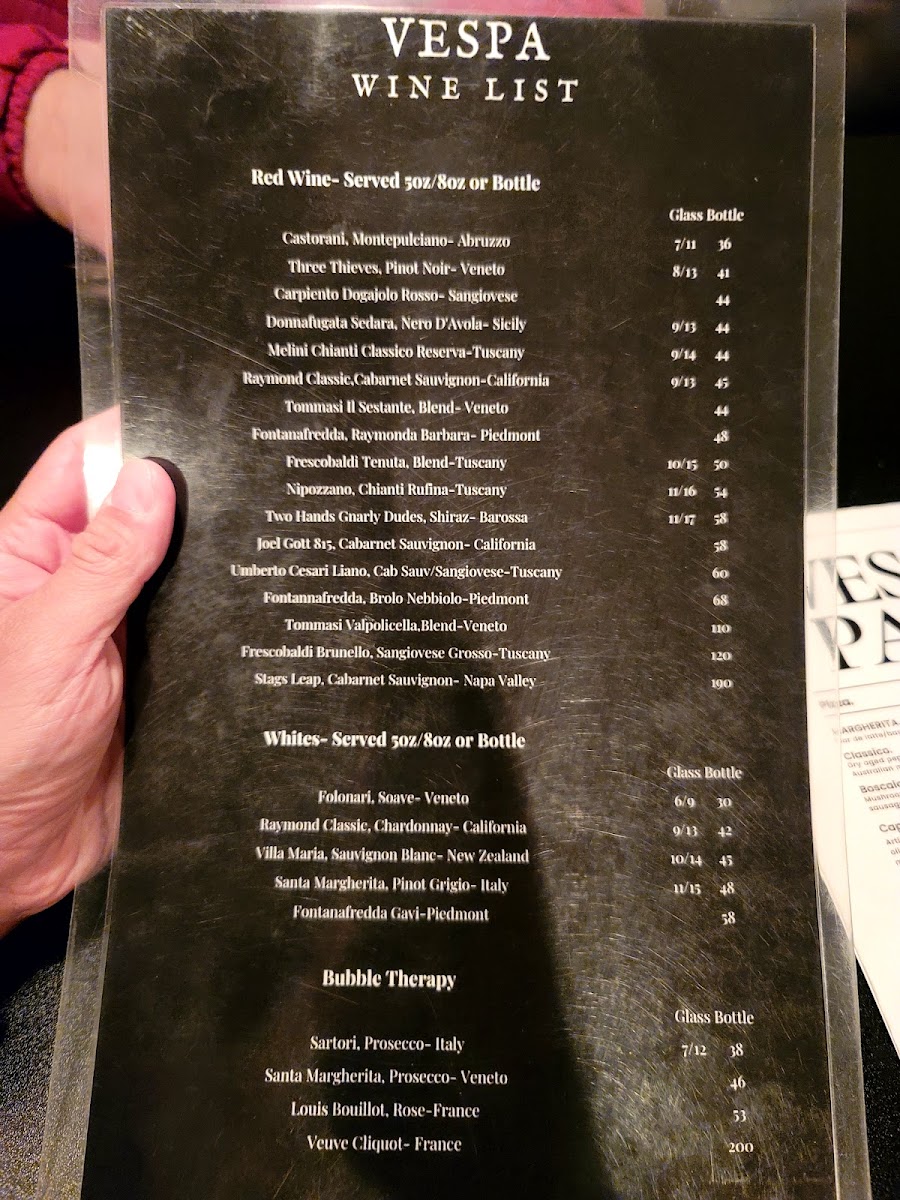 VESPA
WINE LIST
Red Wine- Served 5oz/8oz or Bottle
Glass Bottle
Castorani, Montepulciano- Abruzzo 7/11 36
Three Thieves, Pinot Noir- Veneto 8/13 41
Carpiento Dogajolo Rosso- Sangiovese 44
Donnafugata Sedara, Nero D'Avola- Sicily 9/13 44
Melini Chianti Classico Reserva-Tuscany 9/14 44
Raymond Classic,Cabarnet Sauvignon-California 9/13 45
Tommasi Il Sestante, Blend- Veneto 44
Fontanafredda, Raymonda Barbara- Piedmont 48
Frescobaldi Tenuta, Blend-Tuscany 10/15 50
Nipozzano, Chianti Rufina-Tuscany 11/16 54
Two Hands Gnarly Dudes, Shiraz- Barossa 11/17 58
Joel Gott 815, Cabarnet Sauvignon- California 58
Umberto Cesari Liano, Cab Sauv/Sangiovese-Tuscany 60
Fontannafredda, Brolo Nebbiolo-Piedmont 68
Tommasi Valpolicella,Blend-Veneto 110
Frescobaldi Brunello, Sangiovese Grosso-Tuscany 120
Stags Leap, Cabarnet Sauvignon- Napa Valley 190
Whites- Served 5oz/8oz or Bottle
Glass Bottle
Folonari, Soave- Veneto 6/9 30
Raymond Classic, Chardonnay- California 9/13 42
Villa Maria, Sauvignon Blanc- New Zealand 10/14 45
Santa Margherita, Pinot Grigio- Italy 11/15 48
Fontanafredda Gavi-Piedmont 58
Bubble Therapy
Glass Bottle
Sartori, Prosecco- Italy 7/12 38
Santa Margherita, Prosecco- Veneto 46
Louis Bouillot, Rose-France 53
Veuve Cliquot- France 200
VES
PA
MARGHERITA
Classico.
dry aged
australian